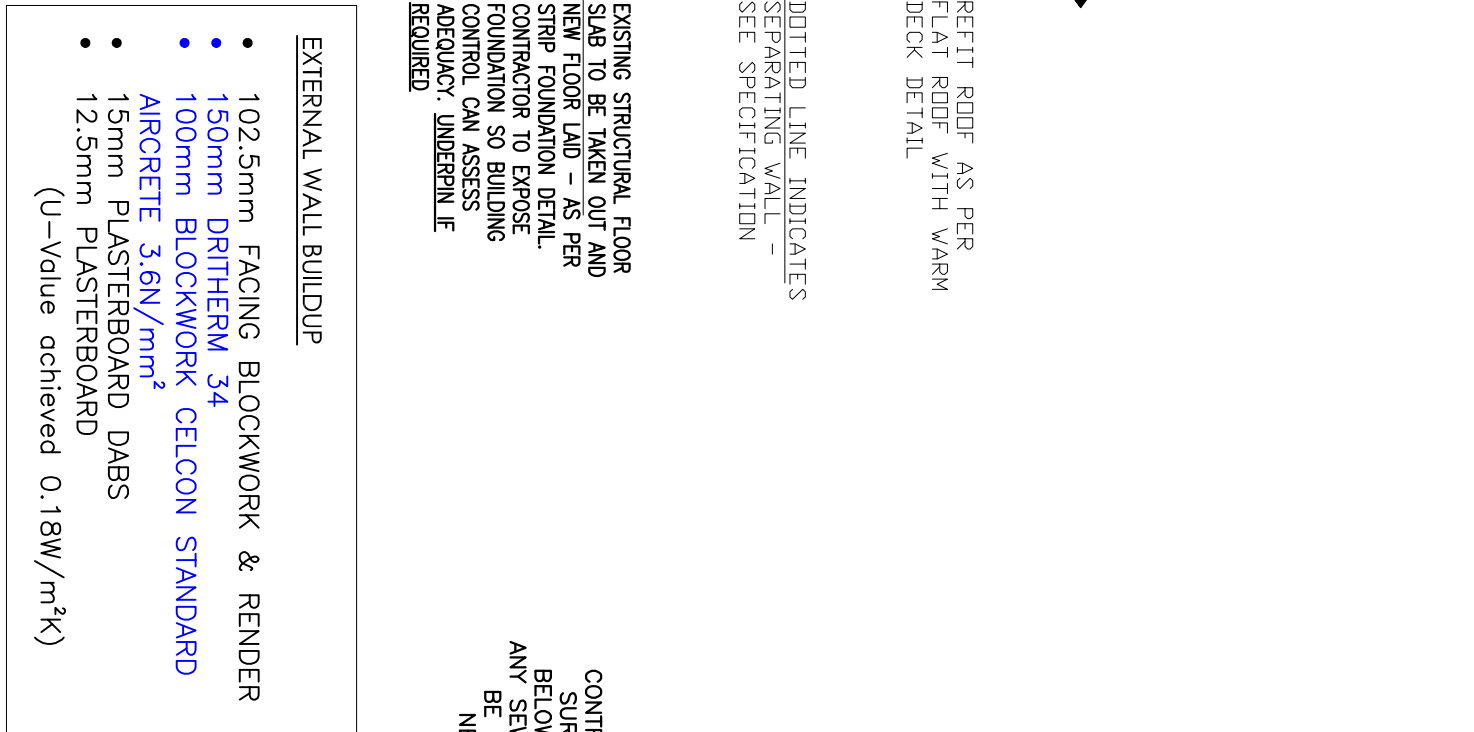 REFIT ROOF AS PER
FLAT ROOF WITH WARM
DECK DETAIL
DOTTED LINE INDICATES
SEPARATING WALL -
SEE SPECIFICATION
EXISTING STRUCTURAL FLOOR
SLAB TO BE TAKEN OUT AND
NEW FLOOR LAID - AS PER
STRIP FOUNDATION DETAIL.
CONTRACTOR TO EXPOSE
FOUNDATION SO BUILDING
CONTROL CAN ASSESS
ADEQUACY. UNDERPIN IF
REQUIRED
BELOW
ANY
BE
EXTERNAL WALL BUILDUP
• 102.5mm FACING BLOCKWORK & RENDER
• 150mm DRITHERM 34
• 100mm BLOCKWORK CELCON STANDARD
AIRCRETE 3.6N/mm²
• 15mm PLASTERBOARD DABS
• 12.5mm PLASTERBOARD
(U-Value achieved 0.18W/m²K)